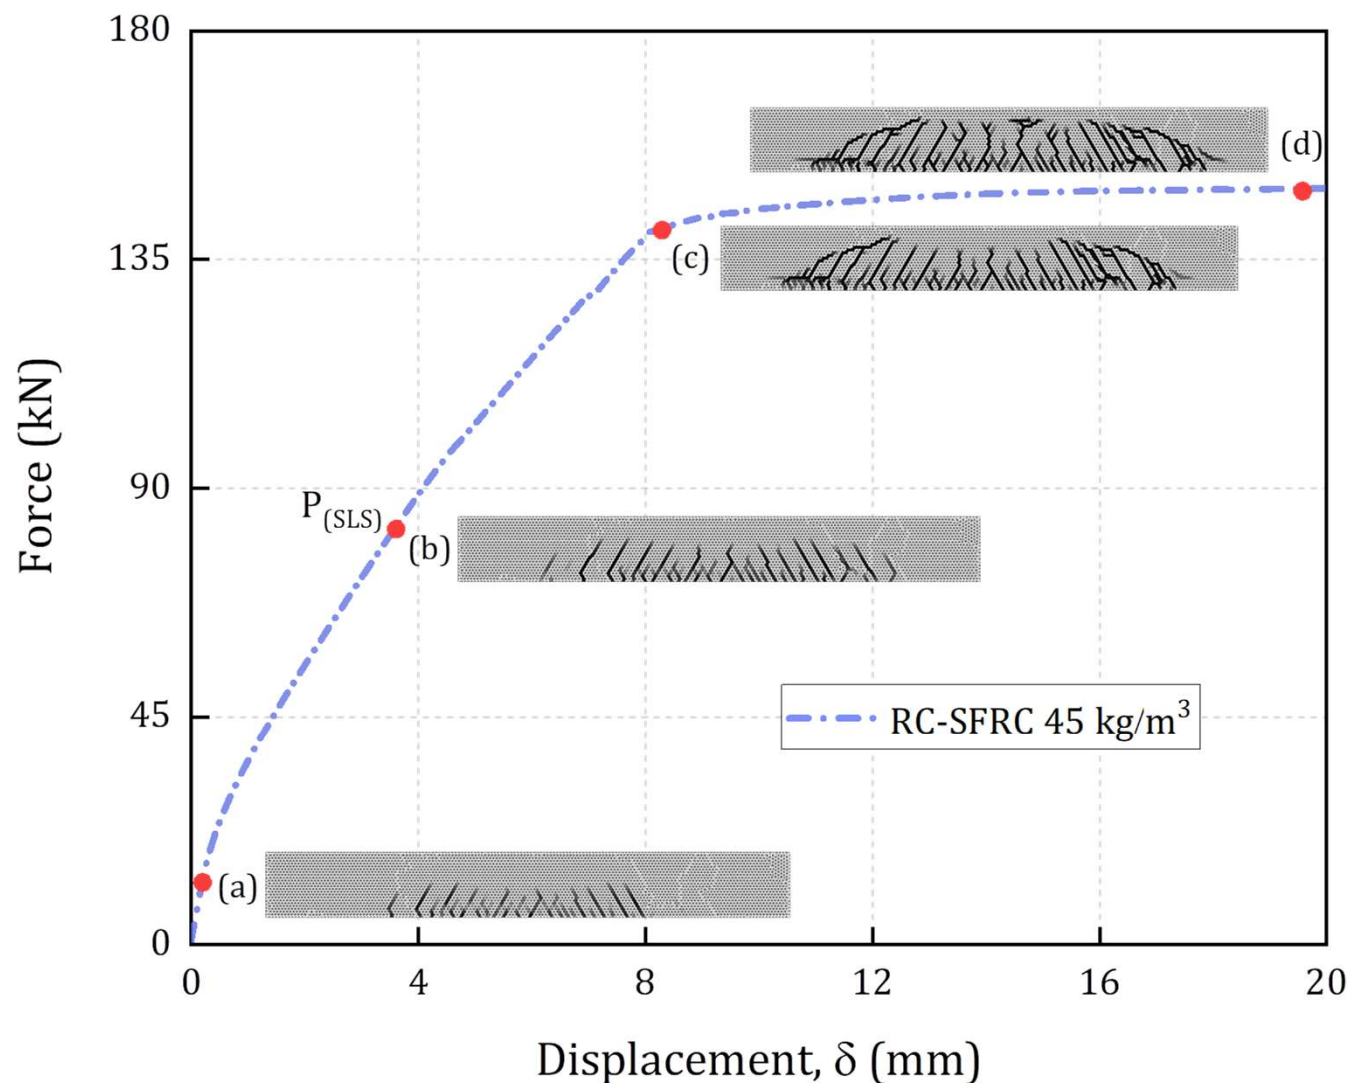 180
(d)
135
(c)
Force (kN)
90
P(SLS)
(b)
45
RC-SFRC 45 kg/m³
(a)
0
0 4 8 12 16 20
Displacement, δ (mm)